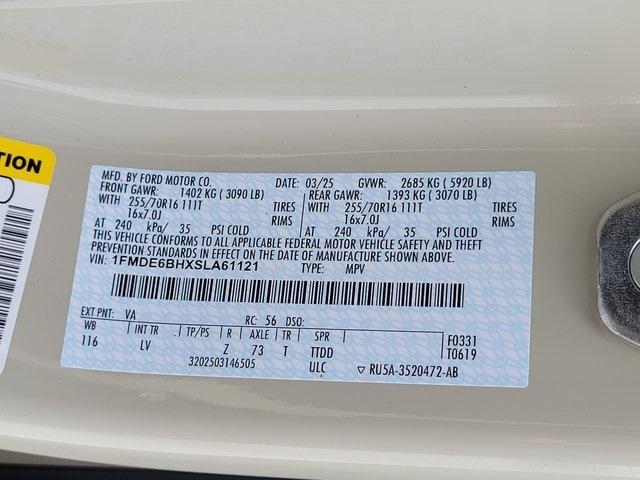 TION
MFD. BY FORD MOTOR CO.
DATE: 03/25 GVWR: 2685 KG ( 5920 LB)
FRONT GAWR: 1402 KG ( 3090 LB) REAR GAWR: 1393 KG ( 3070 LB)
WITH 255/70R16 111T TIRES WITH 255/70R16 111T TIRES
16x7.0J RIMS 16x7.0J RIMS
AT 240 kPa/ 35 PSI COLD AT 240 kPa/ 35 PSI COLD
THIS VEHICLE CONFORMS TO ALL APPLICABLE FEDERAL MOTOR VEHICLE SAFETY AND THEFT
PREVENTION STANDARDS IN EFFECT ON THE DATE OF MANUFACTURE SHOWN ABOVE.
VIN: 1FMDE6BHXSLA61121 TYPE: MPV
EXT PNT: VA RC: 56 DSO:
WB INT TR TP/PS R AXLE TR SPR F0331
116 LV Z 73 T TTDD T0619
3202503146505 ULC ▽ RU5A-3520472-AB